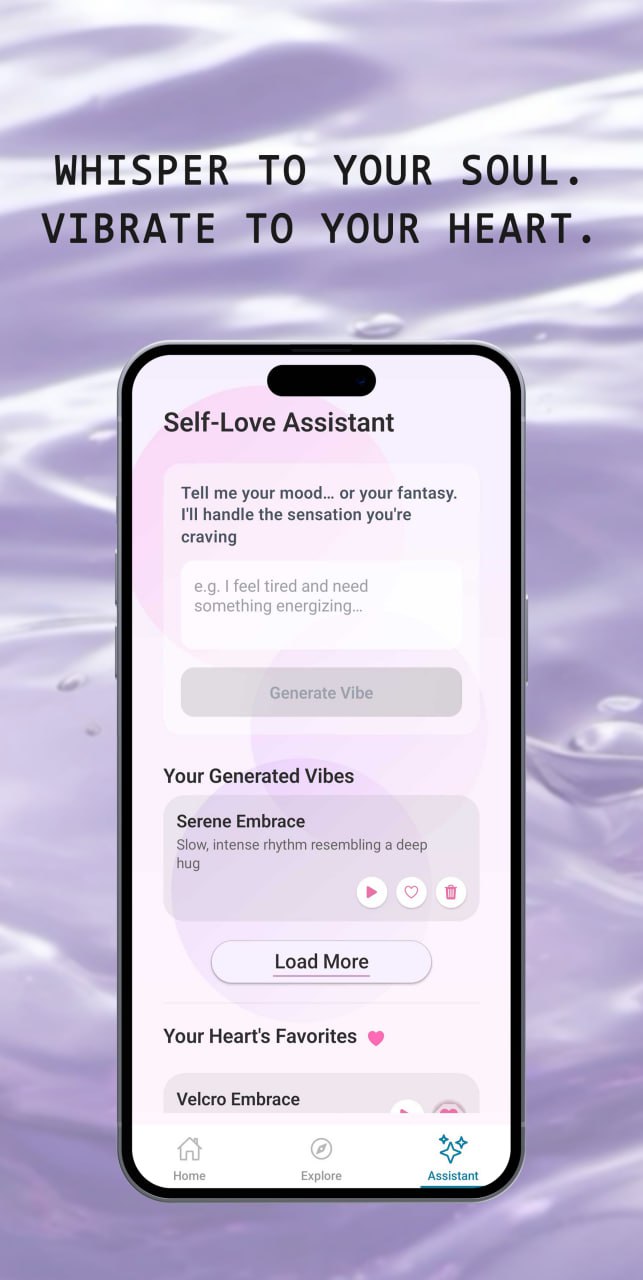 WHISPER TO YOUR SOUL.
VIBRATE TO YOUR HEART.
Self-Love Assistant
Tell me your mood… or your fantasy.
I'll handle the sensation you're
craving
e.g. I feel tired and need
something energizing…
Generate Vibe
Your Generated Vibes
Serene Embrace
Slow, intense rhythm resembling a deep
hug
Load More
Your Heart's Favorites
Velcro Embrace
Home
Explore
Assistant